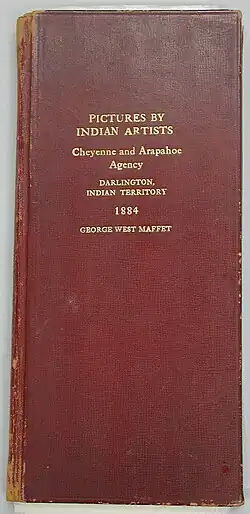 PICTURES BY
INDIAN ARTISTS
Cheyenne and Arapahoe
Agency
DARLINGTON,
INDIAN TERRITORY
1884
GEORGE WEST MAFFET